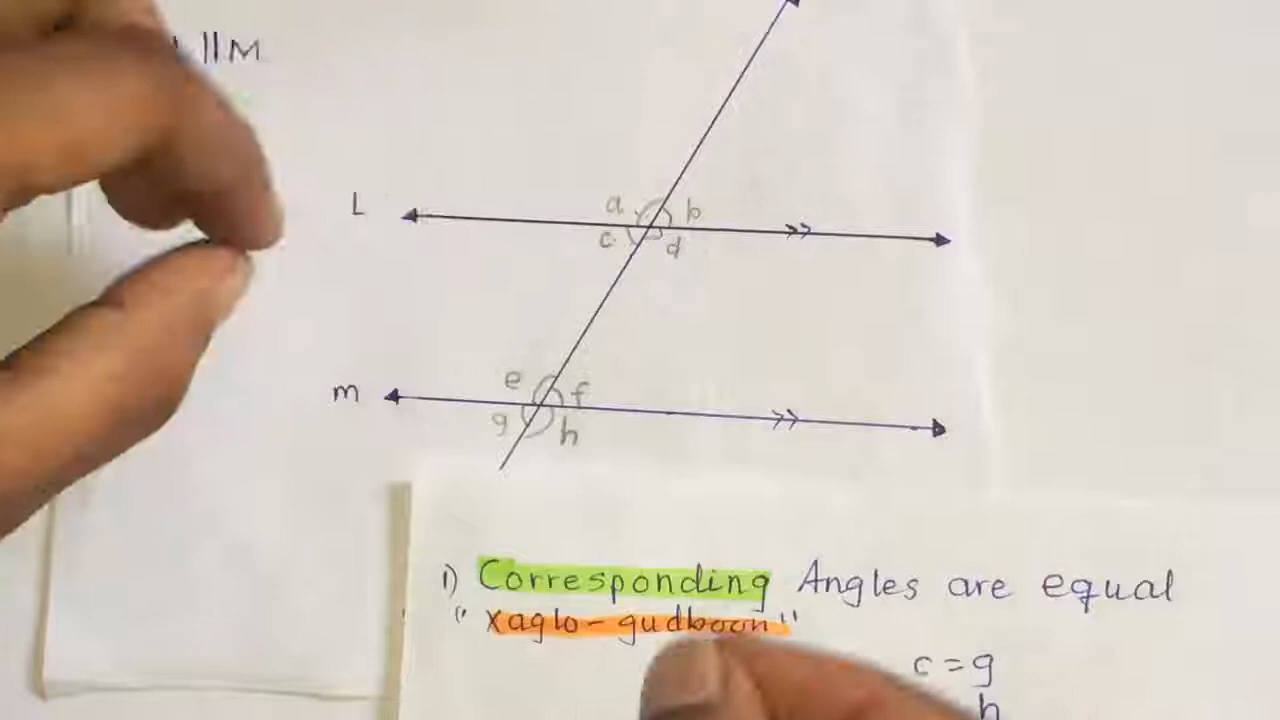 ||M
L
a b
c d
m
e f
g h
1) Corresponding Angles are equal
"xaglo-gudboon"
c=g
h